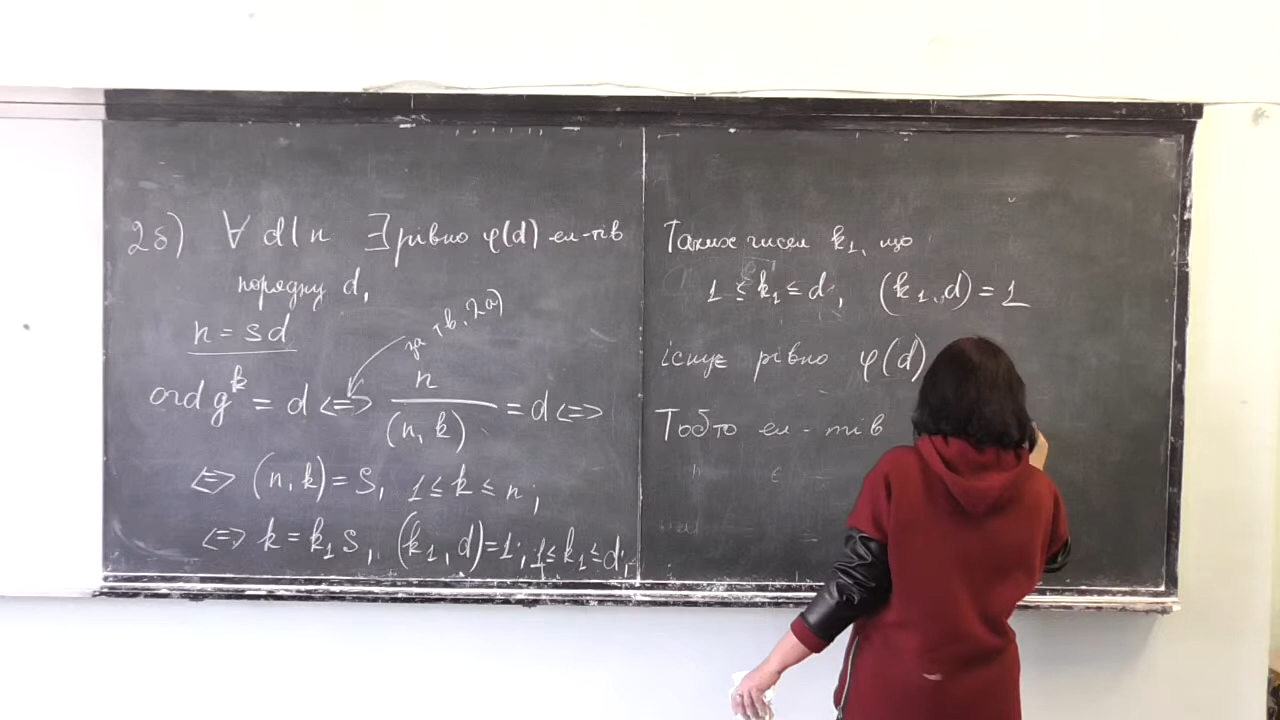 2б) ∀ d|n ∃ рівно φ(d) ел-тів
порядку d,
n = sd
за тв. 2а)
ord g^k = d <=> n/(n, k) = d <=>
<=> (n, k) = s, 1 ≤ k ≤ n;
<=> k = k₁s, (k₁, d) = 1; 1 ≤ k₁ ≤ d;
Таких чисел k₁, що
1 ≤ k₁ ≤ d, (k₁, d) = 1
існує рівно φ(d)
Тобто ел-тів